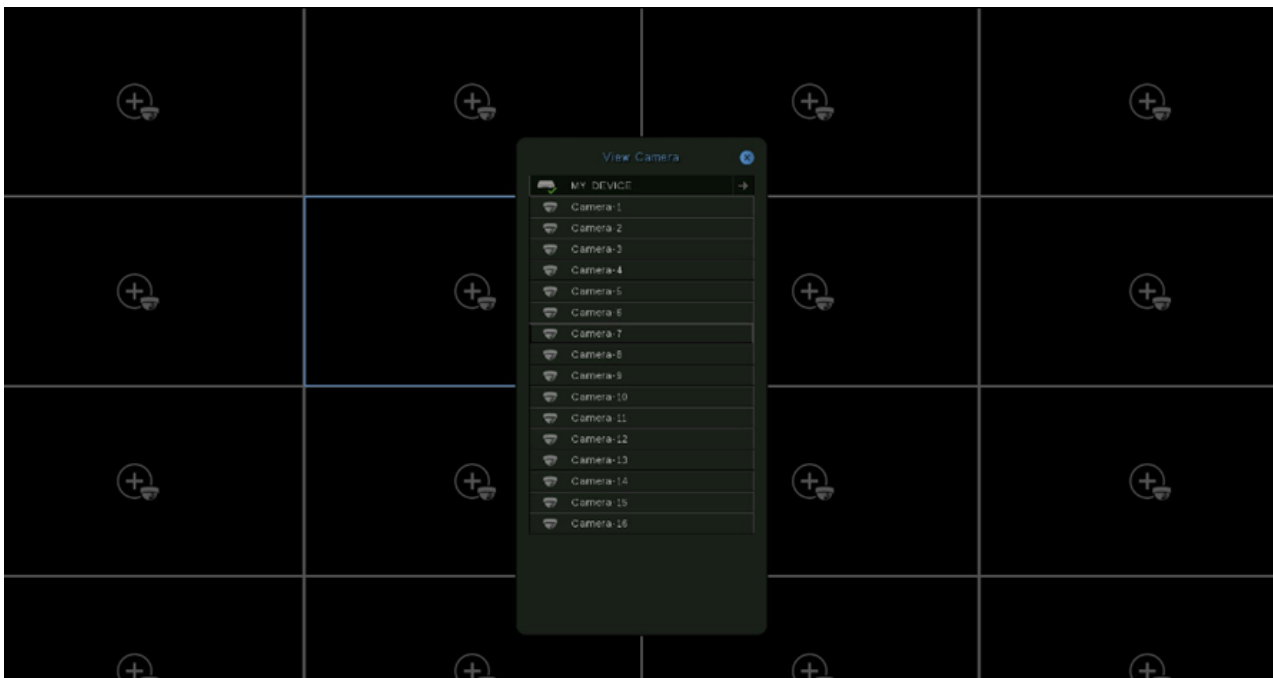 View Camera
MY DEVICE
Camera-1
Camera-2
Camera-3
Camera-4
Camera-5
Camera-6
Camera-7
Camera-8
Camera-9
Camera-10
Camera-11
Camera-12
Camera-13
Camera-14
Camera-15
Camera-16